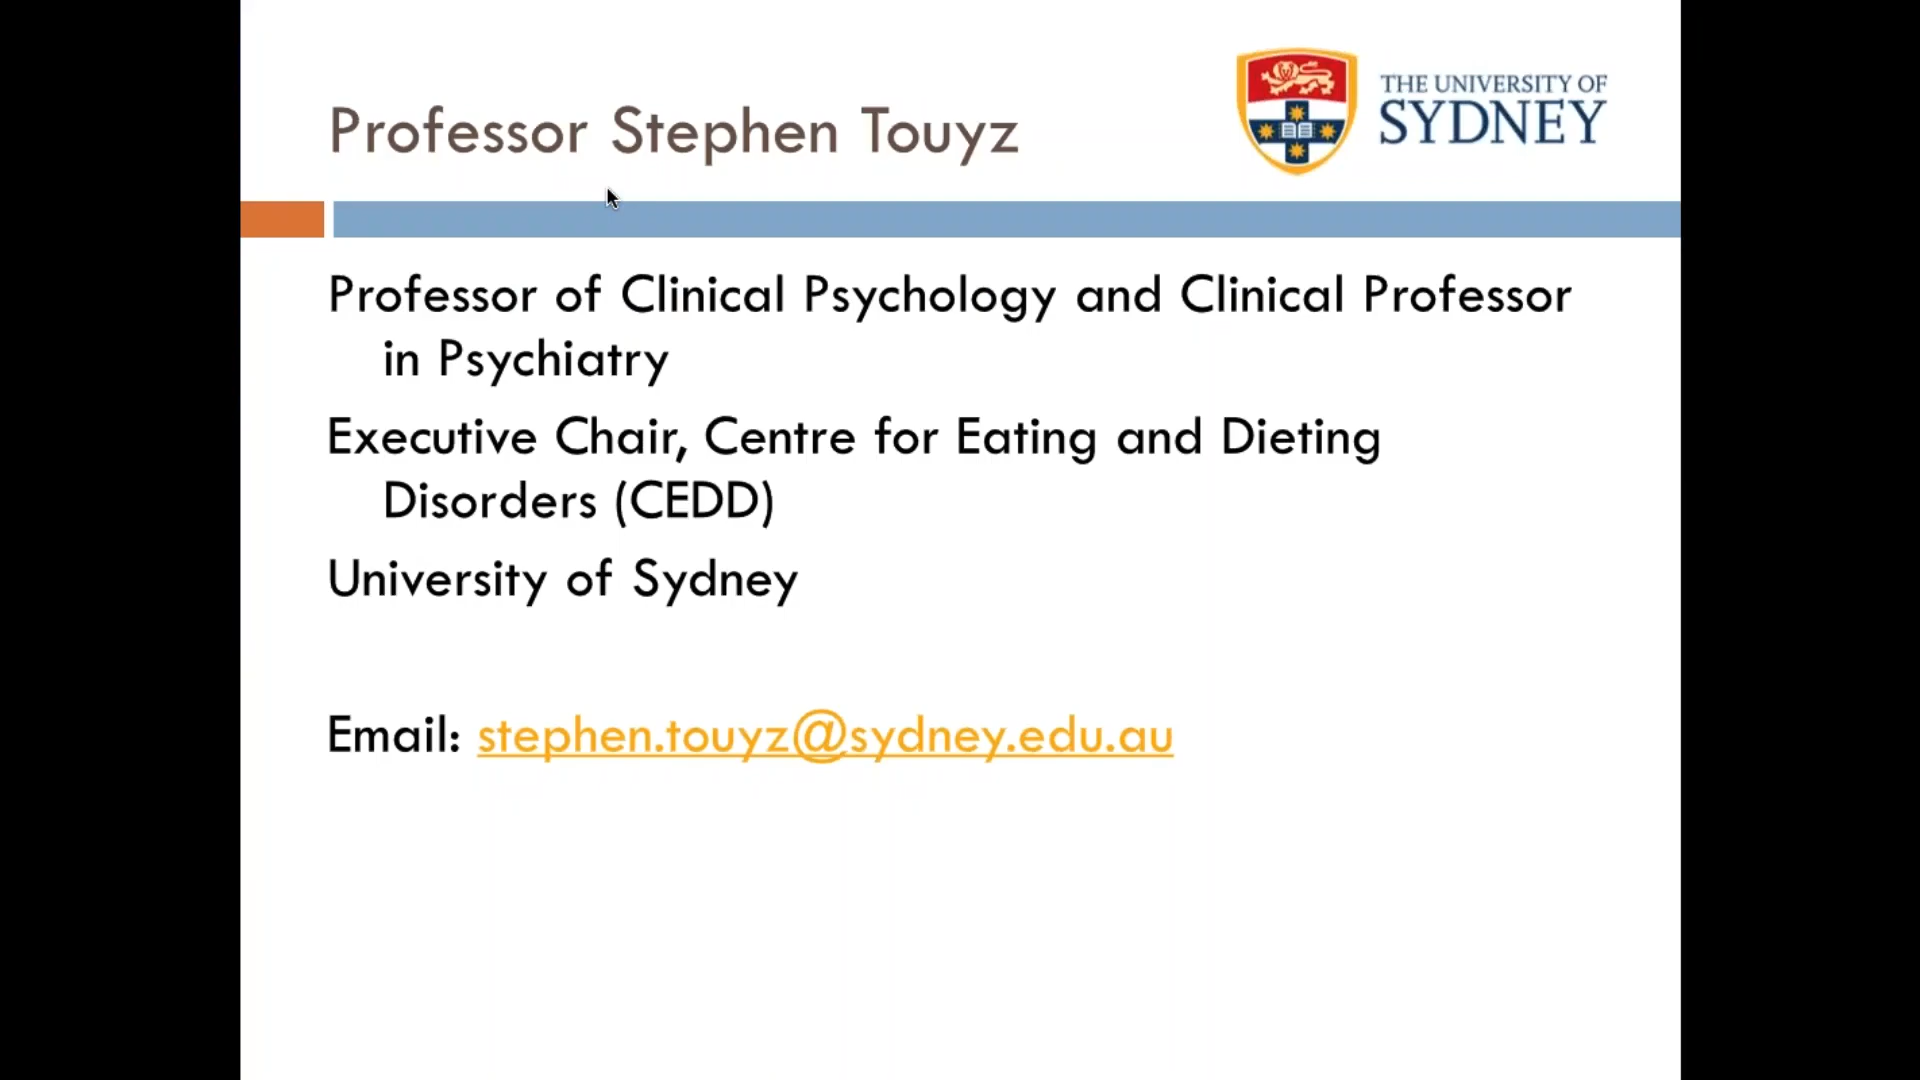 Professor Stephen Touyz
THE UNIVERSITY OF
SYDNEY
Professor of Clinical Psychology and Clinical Professor
in Psychiatry
Executive Chair, Centre for Eating and Dieting
Disorders (CEDD)
University of Sydney
Email: stephen.touyz@sydney.edu.au